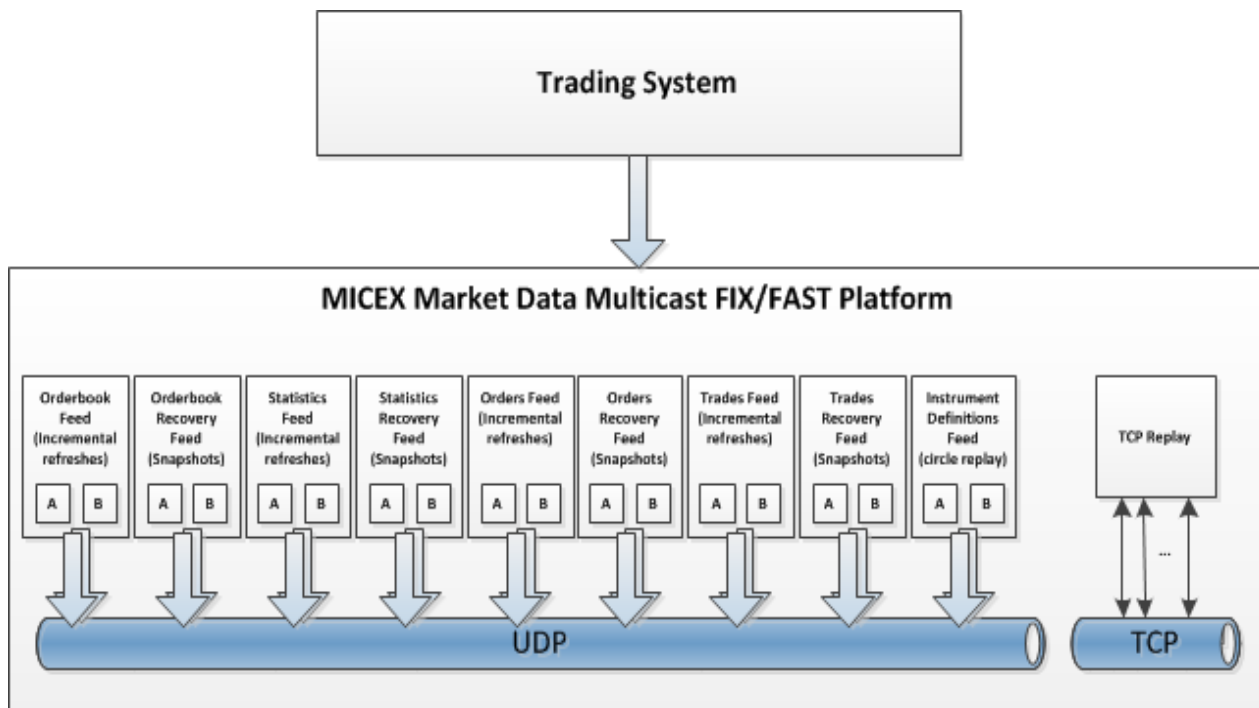 Trading System
MICEX Market Data Multicast FIX/FAST Platform
Orderbook
Feed
(Incremental
refreshes)
A B
Orderbook
Recovery
Feed
(Snapshots)
A B
Statistics
Feed
(Incremental
refreshes)
A B
Statistics
Recovery
Feed
(Snapshots)
A B
Orders Feed
(Incremental
refreshes)
A B
Orders
Recovery
Feed
(Snapshots)
A B
Trades Feed
(Incremental
refreshes)
A B
Trades
Recovery
Feed
(Snapshots)
A B
Instrument
Definitions
Feed
(circle replay)
A B
TCP Replay
...
UDP
TCP